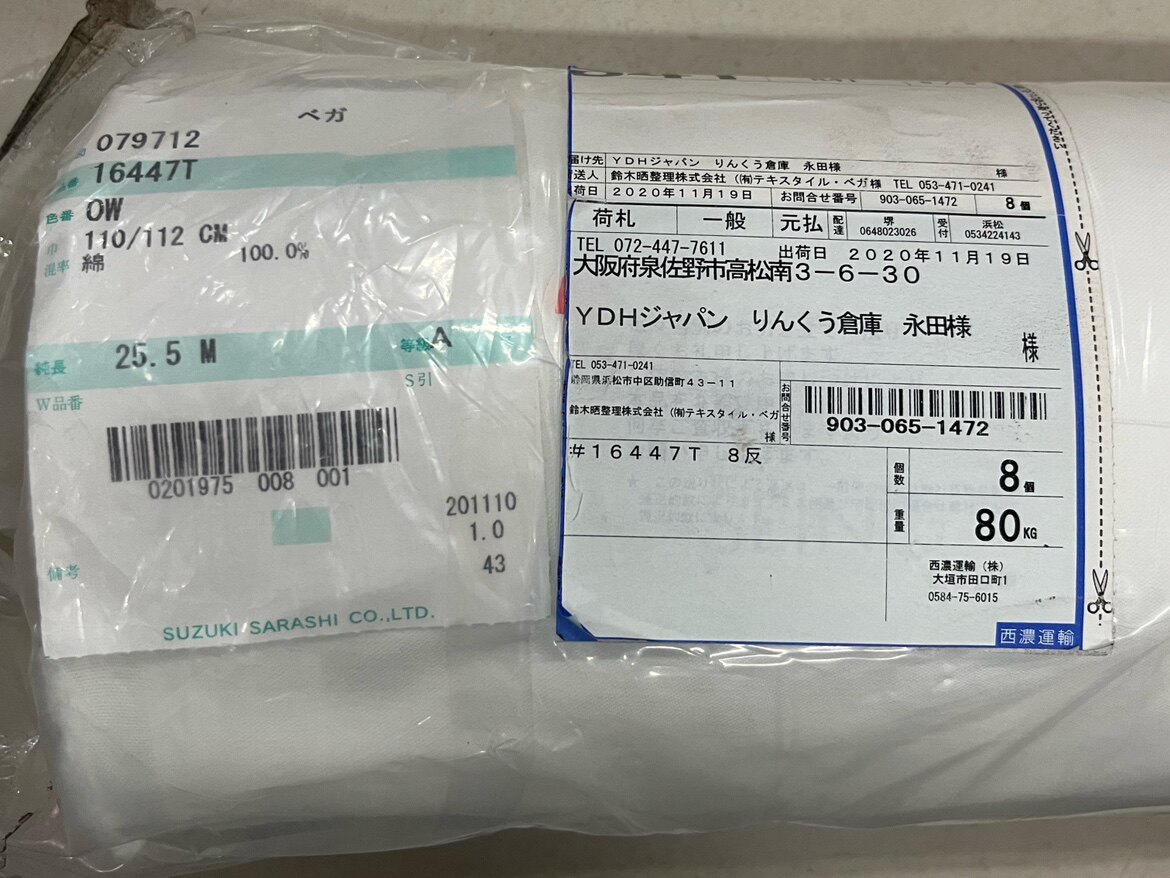 ベガ
079712
品番 16447T
色番 OW
巾 110/112 CM
混率 綿 100.0%
純長 25.5 M 等級 A
S引
W品番
0201975 008 001
201110
1.0
備考 43
SUZUKI SARASHI CO.,LTD.
届け先 YDHジャパン りんくう倉庫 永田様 様
送人 鈴木晒整理株式会社 (㈲テキスタイル・ベガ様 TEL 053-471-0241
荷日 2020年11月19日 お問合せ番号 903-065-1472 8個
荷札 一般 元払 配達 堺 0648023026 受付 浜松 0534224143
TEL 072-447-7611 出荷日 2020年11月19日
大阪府泉佐野市高松南3-6-30
YDHジャパン りんくう倉庫 永田様
様
TEL 053-471-0241
静岡県浜松市中区助信町43-11
鈴木晒整理株式会社 (㈲テキスタイル・ベガ
様
お問合せ番号 903-065-1472
#16447T 8反
個数 8個
重量 80KG
西濃運輸(株)
大垣市田口町1
0584-75-6015
西濃運輸